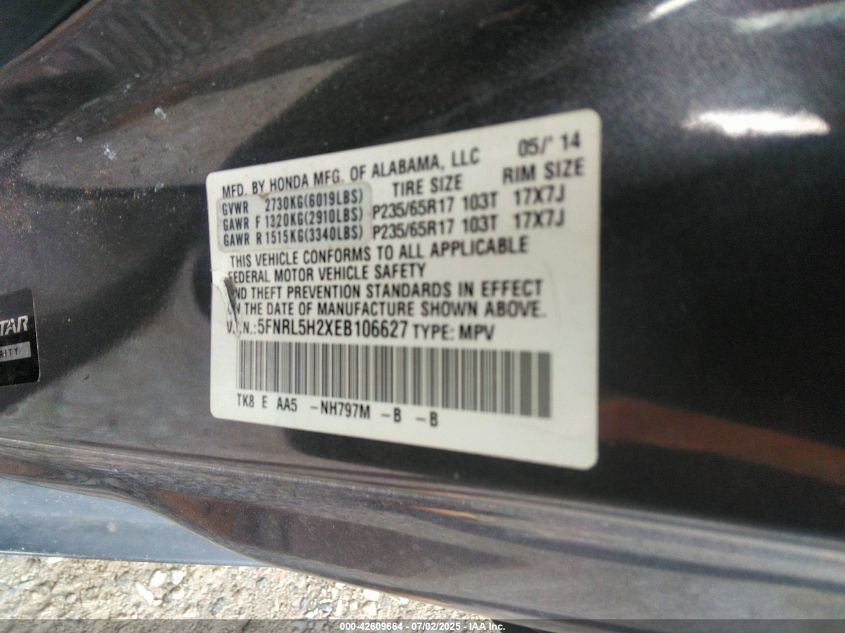 MFD. BY HONDA MFG. OF ALABAMA, LLC 05/'14
TIRE SIZE RIM SIZE
GVWR 2730KG(6019LBS)
GAWR F 1320KG(2910LBS) P235/65R17 103T 17X7J
GAWR R 1515KG(3340LBS) P235/65R17 103T 17X7J
THIS VEHICLE CONFORMS TO ALL APPLICABLE
FEDERAL MOTOR VEHICLE SAFETY
AND THEFT PREVENTION STANDARDS IN EFFECT
ON THE DATE OF MANUFACTURE SHOWN ABOVE.
V.I.N.:5FNRL5H2XEB106627 TYPE: MPV
TK8 E AA5 -NH797M -B -B
TAR
RITY
000-42609664 - 07/02/2025 - IAA Inc.